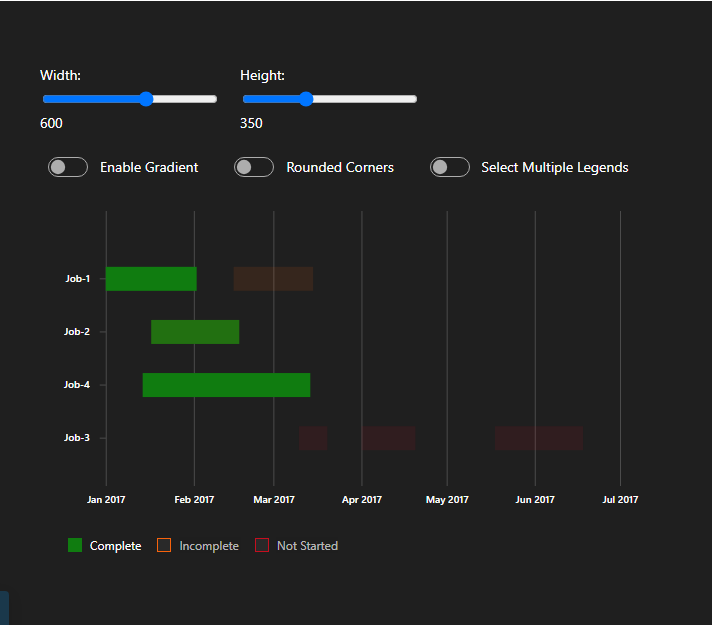 Width: Height:
600 350
Enable Gradient Rounded Corners Select Multiple Legends
Job-1
Job-2
Job-4
Job-3
Jan 2017 Feb 2017 Mar 2017 Apr 2017 May 2017 Jun 2017 Jul 2017
Complete Incomplete Not Started